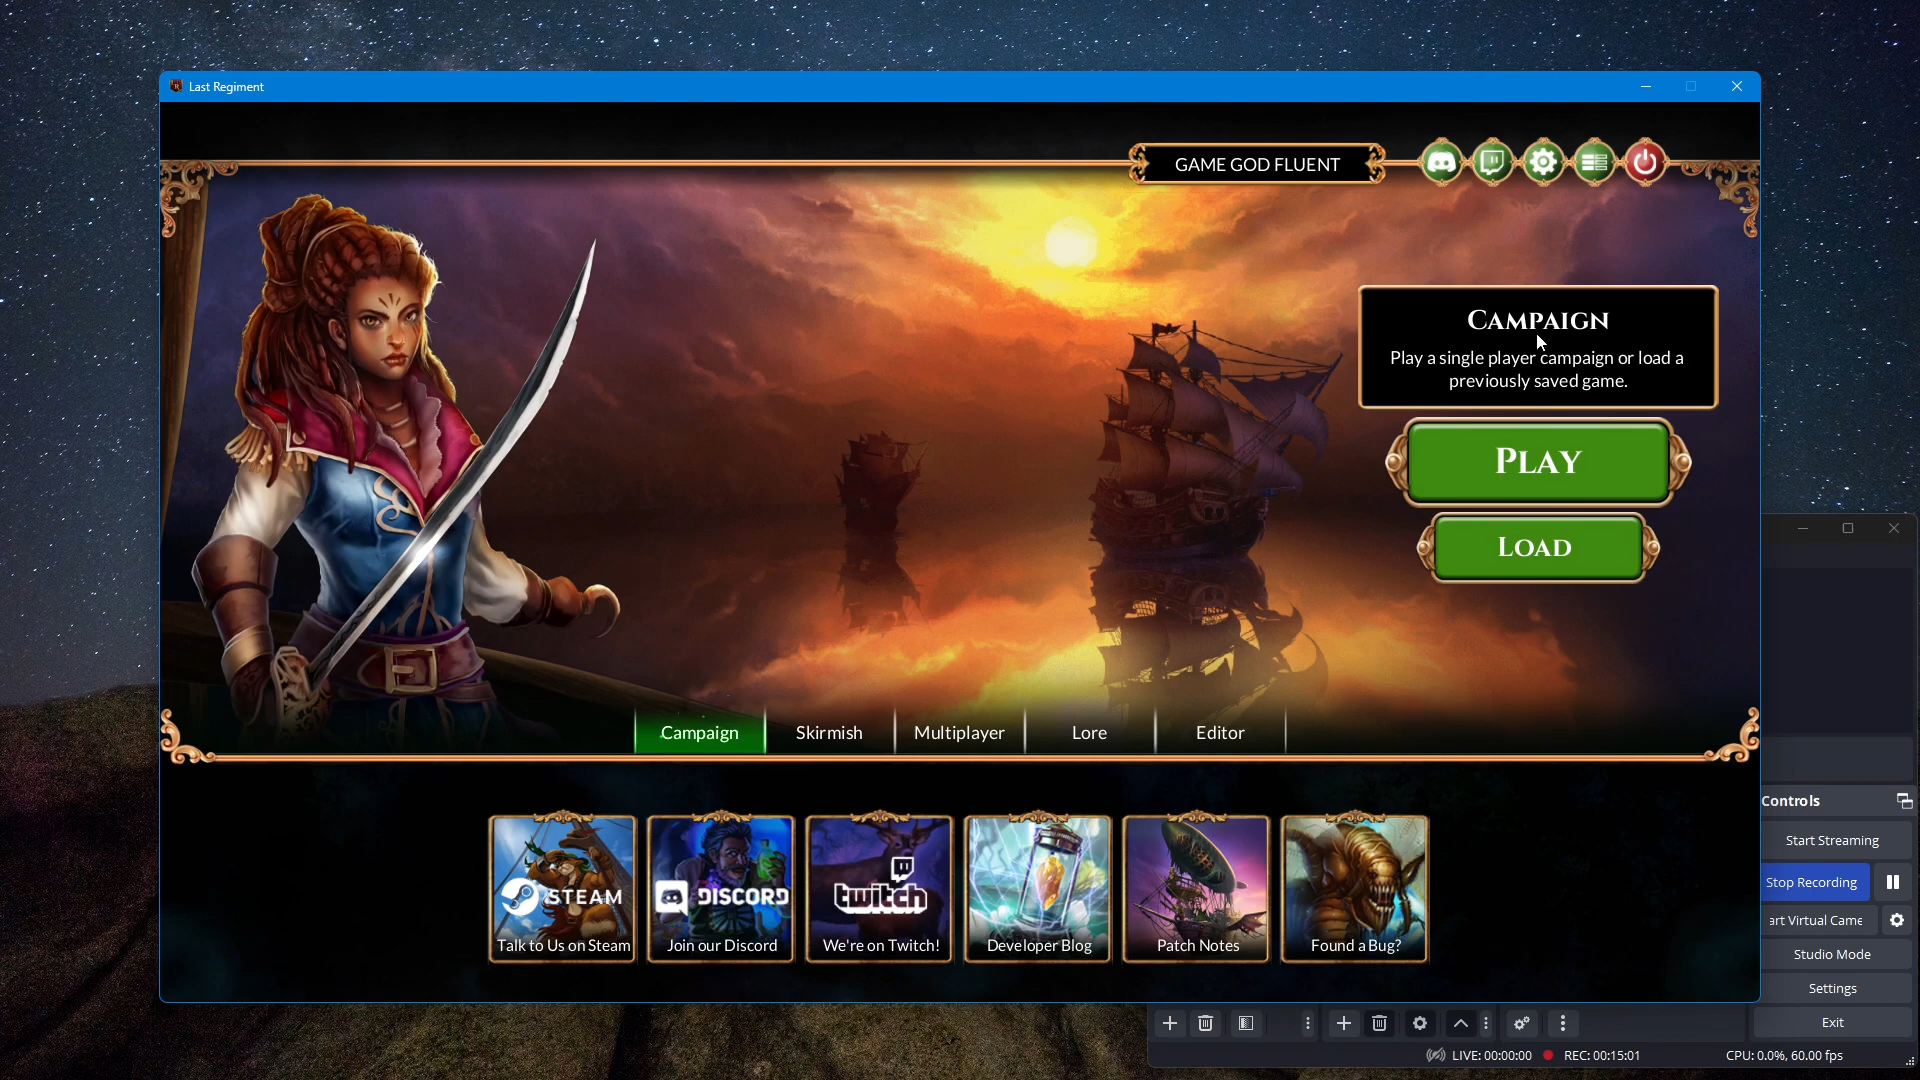 Last Regiment
GAME GOD FLUENT
CAMPAIGN
Play a single player campaign or load a
previously saved game.
PLAY
LOAD
Campaign
Skirmish
Multiplayer
Lore
Editor
STEAM
Talk to Us on Steam
DISCORD
Join our Discord
twitch
We're on Twitch!
Developer Blog
Patch Notes
Found a Bug?
Controls
Start Streaming
Stop Recording
art Virtual Came
Studio Mode
Settings
Exit
LIVE: 00:00:00
REC: 00:15:01
CPU: 0.0%, 60.00 fps